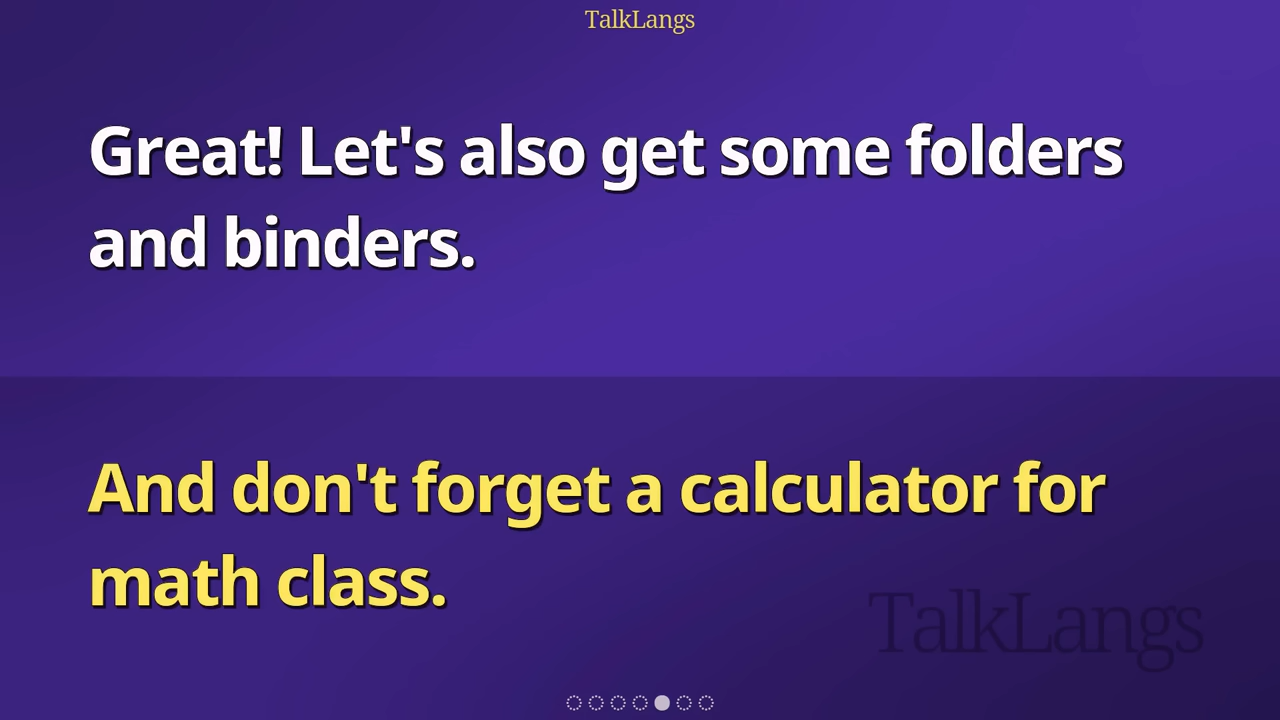 TalkLangs
Great! Let's also get some folders
and binders.
And don't forget a calculator for
math class.
TalkLangs